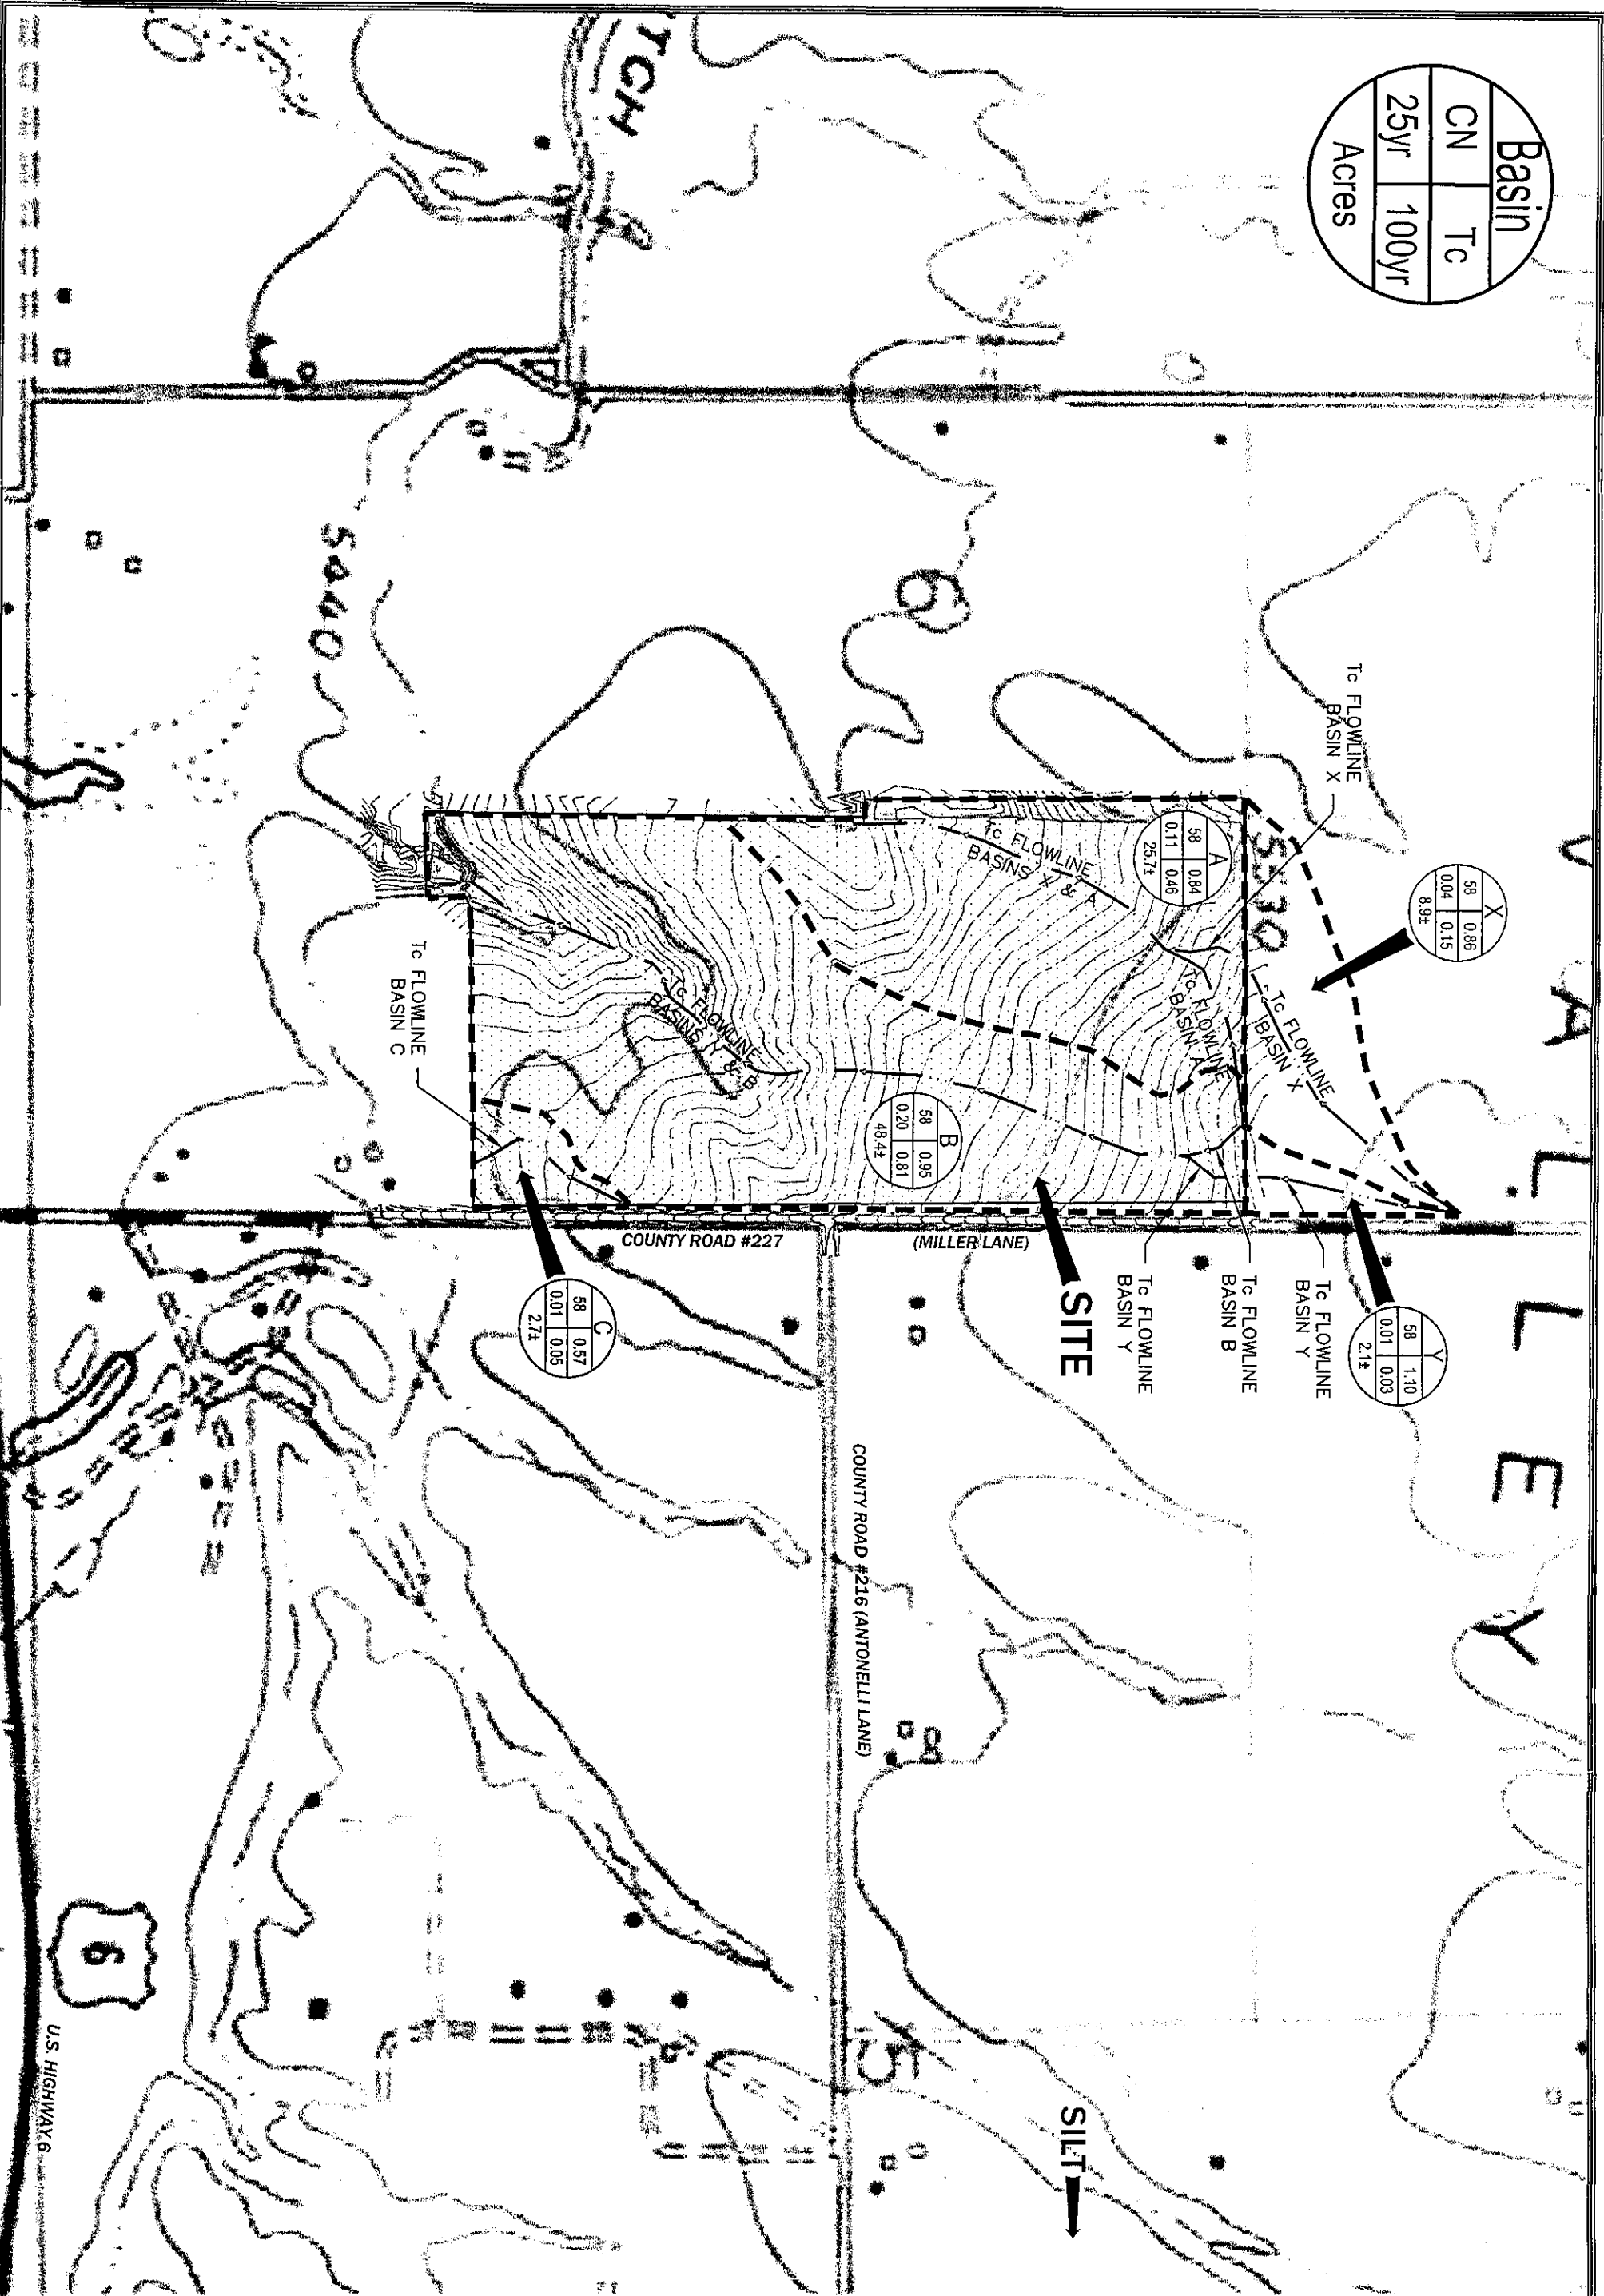 Basin
CN Tc
25yr 100yr
Acres
VALLEY
TCH
6
5440
5530
Tc FLOWLINE
BASIN X
X
58 0.86
0.04 0.15
8.9±
A
58 0.84
0.11 0.46
25.7±
Tc FLOWLINE
BASINS X & A
Tc FLOWLINE
BASIN A
Tc FLOWLINE
BASIN X
Tc FLOWLINE
BASINS Y & B
Tc FLOWLINE
BASIN C
B
58 0.95
0.20 0.81
48.4±
Y
58 1.10
0.01 0.03
2.1±
Tc FLOWLINE
BASIN Y
Tc FLOWLINE
BASIN B
Tc FLOWLINE
BASIN Y
SITE
COUNTY ROAD #227
(MILLER LANE)
C
58 0.57
0.01 0.05
2.7±
COUNTY ROAD #216 (ANTONELLI LANE)
5
SILT
6
U.S. HIGHWAY 6